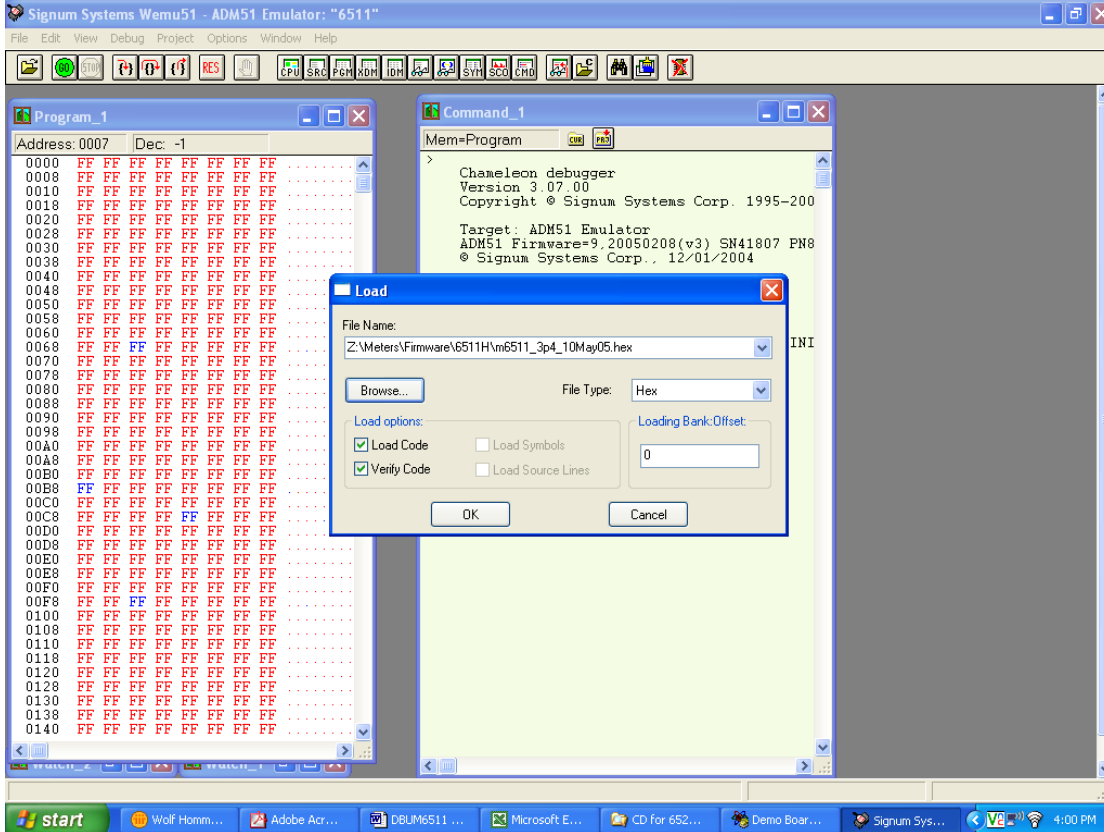 Signum Systems Wemu51 - ADM51 Emulator: "6511"
File Edit View Debug Project Options Window Help
GO STOP RES CPU SRC PGM XDM IDM SYM SCO CMD
Program_1
Address: 0007 Dec: -1
0000 FF FF FF FF FF FF FF FF ........
0008 FF FF FF FF FF FF FF FF ........
0010 FF FF FF FF FF FF FF FF ........
0018 FF FF FF FF FF FF FF FF ........
0020 FF FF FF FF FF FF FF FF ........
0028 FF FF FF FF FF FF FF FF ........
0030 FF FF FF FF FF FF FF FF ........
0038 FF FF FF FF FF FF FF FF ........
0040 FF FF FF FF FF FF FF FF
0048 FF FF FF FF FF FF FF FF
0050 FF FF FF FF FF FF FF FF
0058 FF FF FF FF FF FF FF FF
0060 FF FF FF FF FF FF FF FF
0068 FF FF FF FF FF FF FF FF
0070 FF FF FF FF FF FF FF FF
0078 FF FF FF FF FF FF FF FF
0080 FF FF FF FF FF FF FF FF
0088 FF FF FF FF FF FF FF FF
0090 FF FF FF FF FF FF FF FF
0098 FF FF FF FF FF FF FF FF
00A0 FF FF FF FF FF FF FF FF
00A8 FF FF FF FF FF FF FF FF
00B0 FF FF FF FF FF FF FF FF
00B8 FF FF FF FF FF FF FF FF
00C0 FF FF FF FF FF FF FF FF
00C8 FF FF FF FF FF FF FF FF
00D0 FF FF FF FF FF FF FF FF
00D8 FF FF FF FF FF FF FF FF ........
00E0 FF FF FF FF FF FF FF FF ........
00E8 FF FF FF FF FF FF FF FF ........
00F0 FF FF FF FF FF FF FF FF ........
00F8 FF FF FF FF FF FF FF FF ........
0100 FF FF FF FF FF FF FF FF ........
0108 FF FF FF FF FF FF FF FF ........
0110 FF FF FF FF FF FF FF FF ........
0118 FF FF FF FF FF FF FF FF ........
0120 FF FF FF FF FF FF FF FF ........
0128 FF FF FF FF FF FF FF FF ........
0130 FF FF FF FF FF FF FF FF ........
0138 FF FF FF FF FF FF FF FF ........
0140 FF FF FF FF FF FF FF FF ........
Watch_2 Watch_1
Command_1
Mem=Program CUR PRJ
>
Chameleon debugger
Version 3.07.00
Copyright © Signum Systems Corp. 1995-200
Target: ADM51 Emulator
ADM51 Firmware=9,20050208(v3) SN41807 PN8
© Signum Systems Corp., 12/01/2004
INI
Load
File Name:
Z:\Meters\Firmware\6511H\m6511_3p4_10May05.hex
Browse... File Type: Hex
Load options: Loading Bank:Offset:
Load Code Load Symbols 0
Verify Code Load Source Lines
OK Cancel
start Wolf Homm... Adobe Acr... DBUM6511 ... Microsoft E... CD for 652... Demo Boar... Signum Sys... 4:00 PM